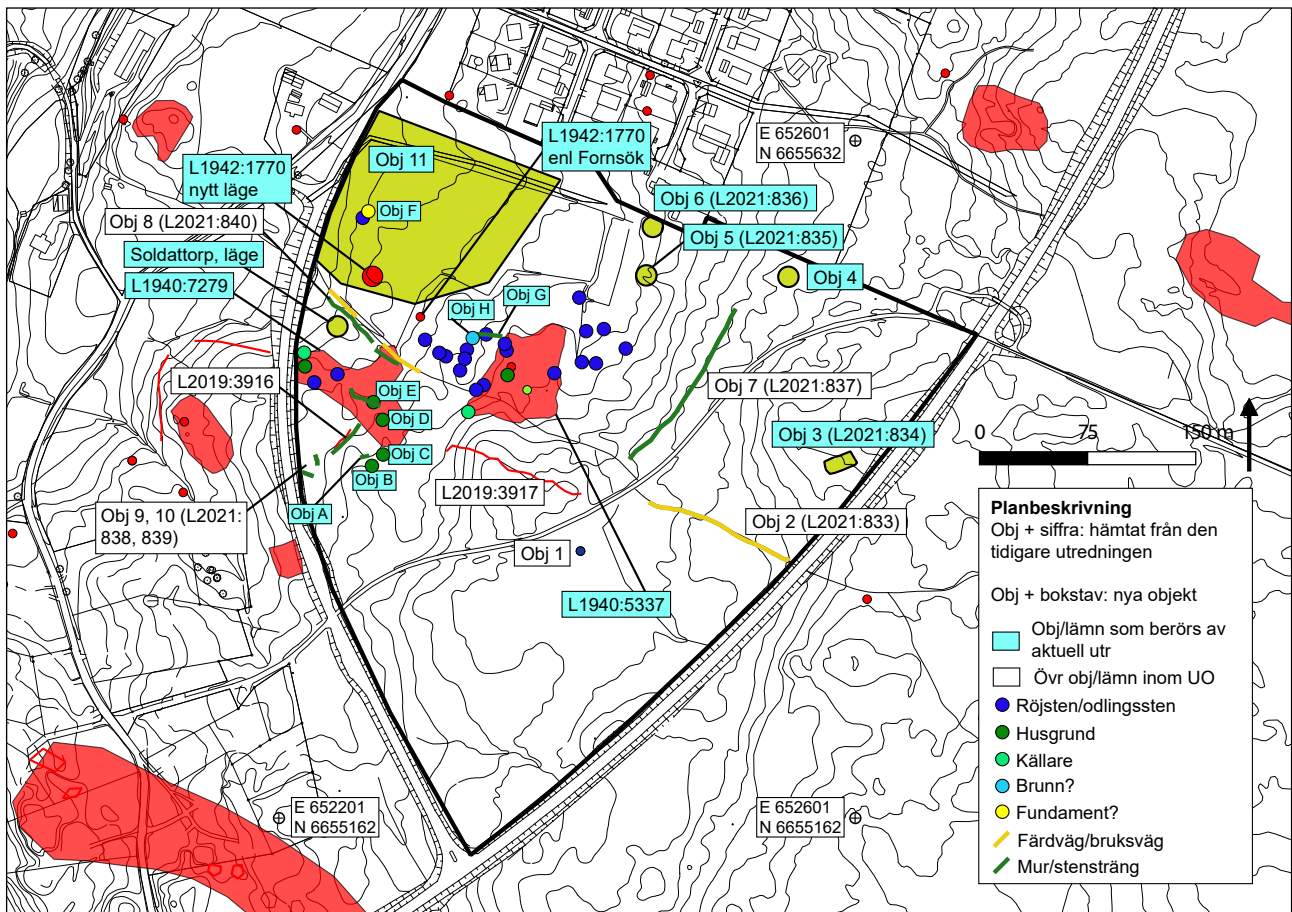 L1942:1770
enl Fornsök
E 652601
N 6655632
Obj 11
L1942:1770
nytt läge
Obj 6 (L2021:836)
Obj F
Obj 8 (L2021:840)
Obj 5 (L2021:835)
Soldattorp, läge
Obj 4
L1940:7279
Obj G
Obj H
L2019:3916
Obj 7 (L2021:837)
Obj E
Obj D
Obj 3 (L2021:834)
0 75 150 m
Obj C
Obj B
L2019:3917
Obj A
Obj 9, 10 (L2021:
838, 839)
Obj 2 (L2021:833)
Obj 1
L1940:5337
E 652201
N 6655162
E 652601
N 6655162
Planbeskrivning
Obj + siffra: hämtat från den
tidigare utredningen
Obj + bokstav: nya objekt
Obj/lämn som berörs av
aktuell utr
Övr obj/lämn inom UO
Röjsten/odlingssten
Husgrund
Källare
Brunn?
Fundament?
Färdväg/bruksväg
Mur/stensträng